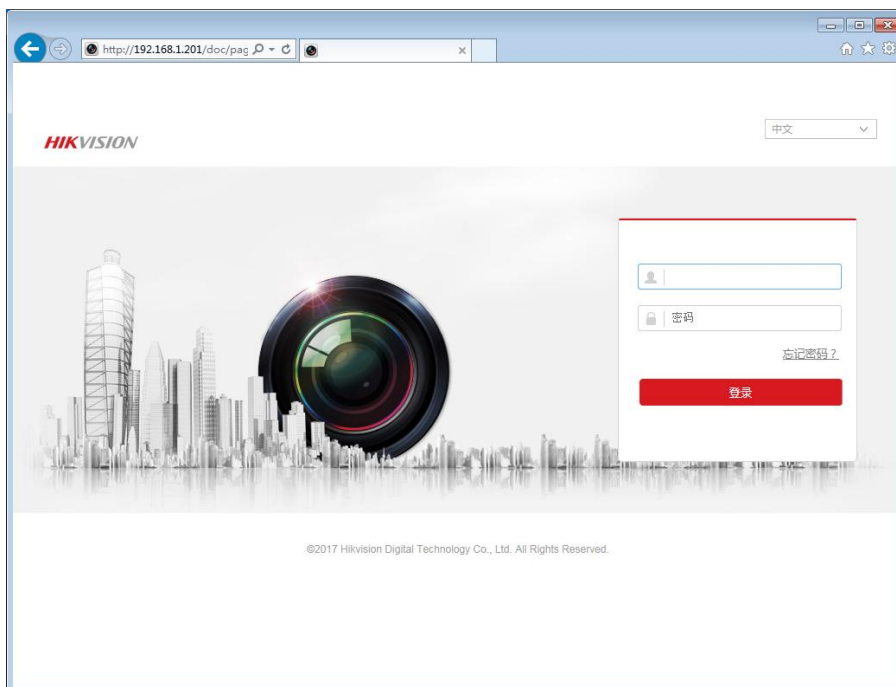 http://192.168.1.201/doc/pag
HIKVISION
中文
密码
忘记密码？
登录
©2017 Hikvision Digital Technology Co., Ltd. All Rights Reserved.